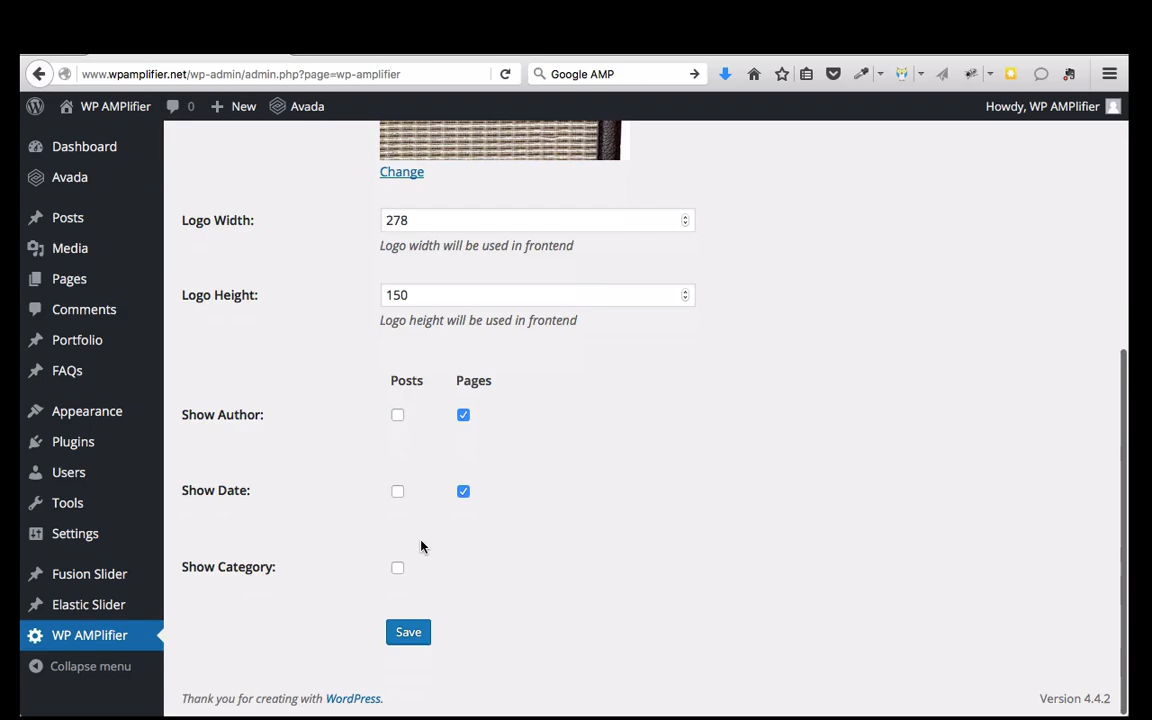 www.wpamplifier.net/wp-admin/admin.php?page=wp-amplifier
Google AMP
WP AMPlifier 0 New Avada Howdy, WP AMPlifier
Dashboard
Avada
Posts
Media
Pages
Comments
Portfolio
FAQs
Appearance
Plugins
Users
Tools
Settings
Fusion Slider
Elastic Slider
WP AMPlifier
Collapse menu
Change
Logo Width: 278
Logo width will be used in frontend
Logo Height: 150
Logo height will be used in frontend
Posts Pages
Show Author:
Show Date:
Show Category:
Save
Thank you for creating with WordPress. Version 4.4.2